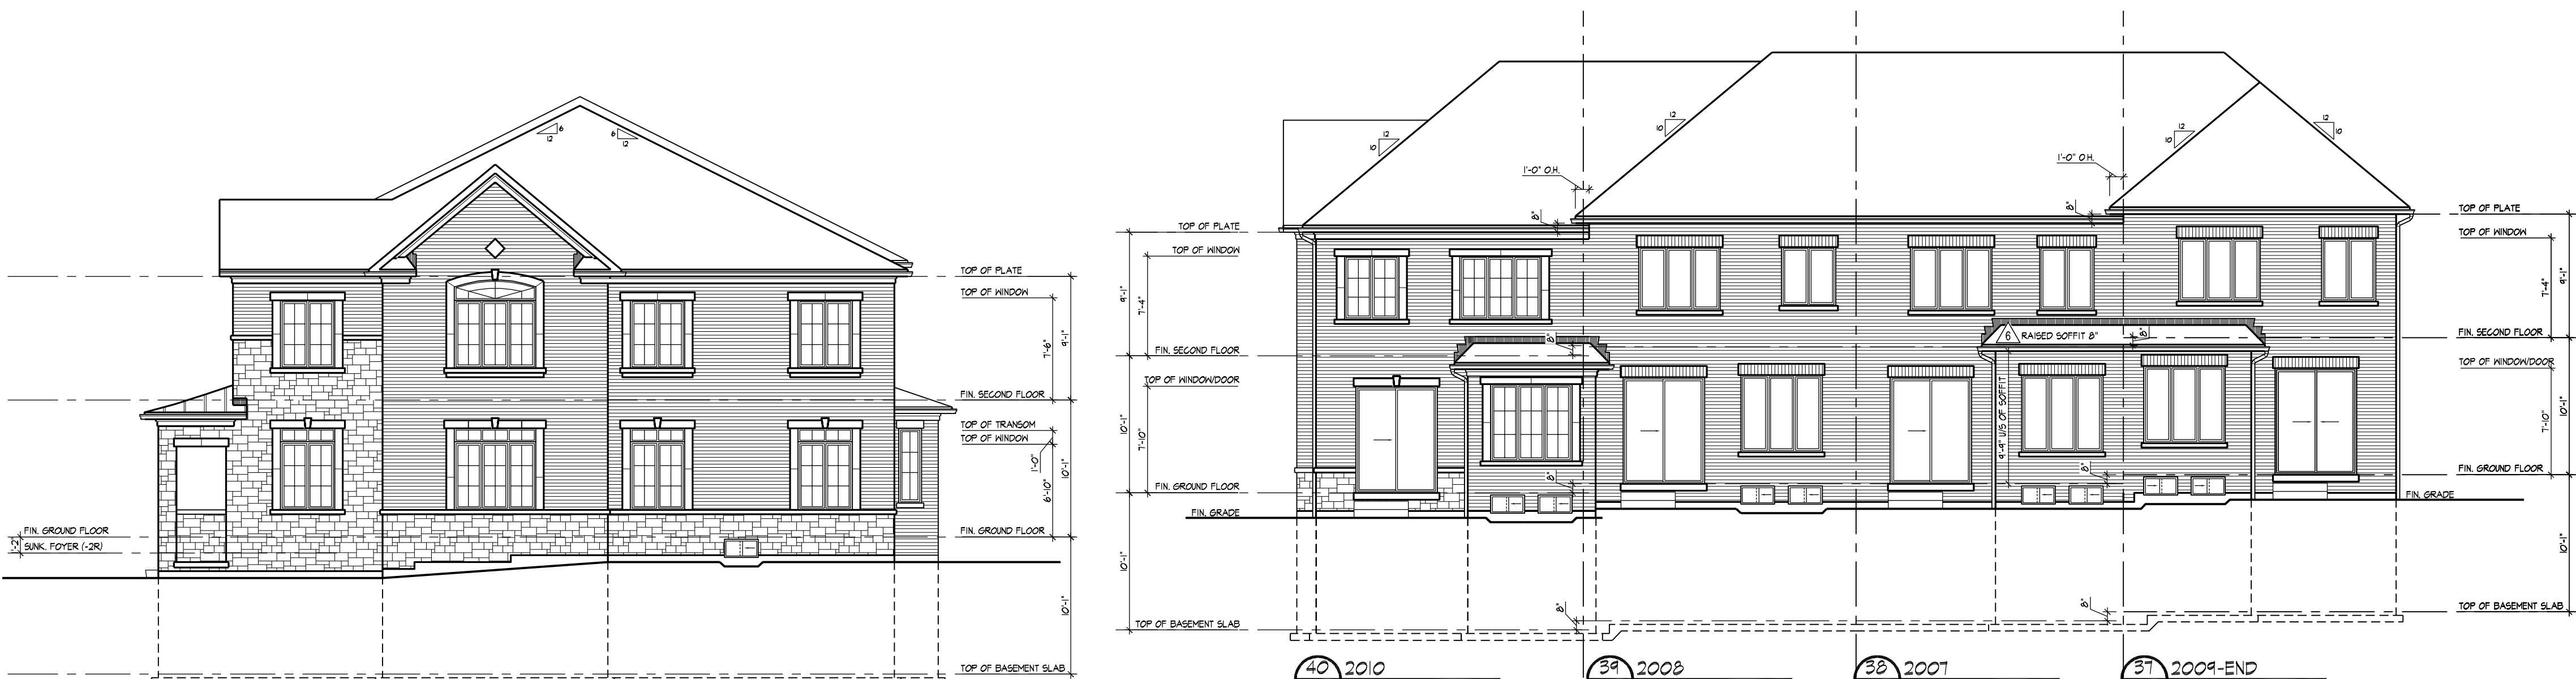 6
12
6
12
TOP OF PLATE
TOP OF WINDOW
7'-6"
9'-1"
FIN. SECOND FLOOR
TOP OF TRANSOM
TOP OF WINDOW
1'-0"
6'-10"
10'-1"
FIN. GROUND FLOOR
FIN. GROUND FLOOR
SUNK. FOYER (-2R)
10'-1"
TOP OF BASEMENT SLAB
12
12
12
12
1'-0" O.H.
1'-0" O.H.
8"
8"
TOP OF PLATE
TOP OF WINDOW
9'-1"
7'-4"
FIN. SECOND FLOOR
TOP OF WINDOW/DOOR
10'-1"
7'-10"
FIN. GROUND FLOOR
FIN. GRADE
10'-1"
TOP OF BASEMENT SLAB
8"
8"
8"
6 RAISED SOFFIT 8"
8"
9'-9" U/S OF SOFFIT
8"
8"
TOP OF PLATE
TOP OF WINDOW
7'-4"
9'-1"
FIN. SECOND FLOOR
TOP OF WINDOW/DOOR
7'-10"
10'-1"
FIN. GROUND FLOOR
FIN. GRADE
10'-1"
TOP OF BASEMENT SLAB
40 2010
39 2008
38 2007
37 2009-END